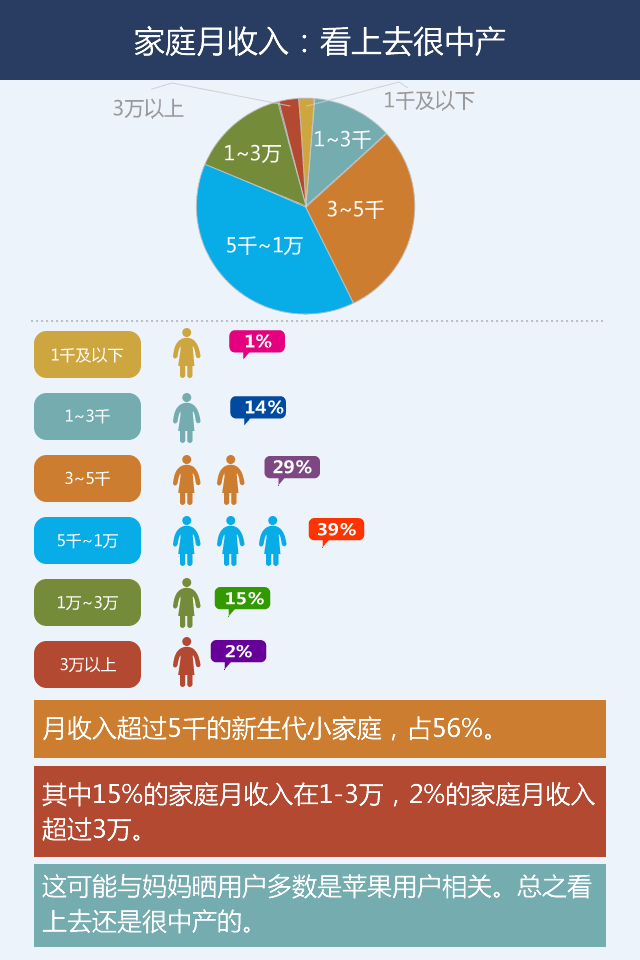 家庭月收入：看上去很中产
3万以上
1千及以下
1~3千
1~3万
3~5千
5千~1万
1千及以下
1%
1~3千
14%
3~5千
29%
5千~1万
39%
1万~3万
15%
3万以上
2%
月收入超过5千的新生代小家庭，占56%。
其中15%的家庭月收入在1-3万，2%的家庭月收入
超过3万。
这可能与妈妈晒用户多数是苹果用户相关。总之看
上去还是很中产的。